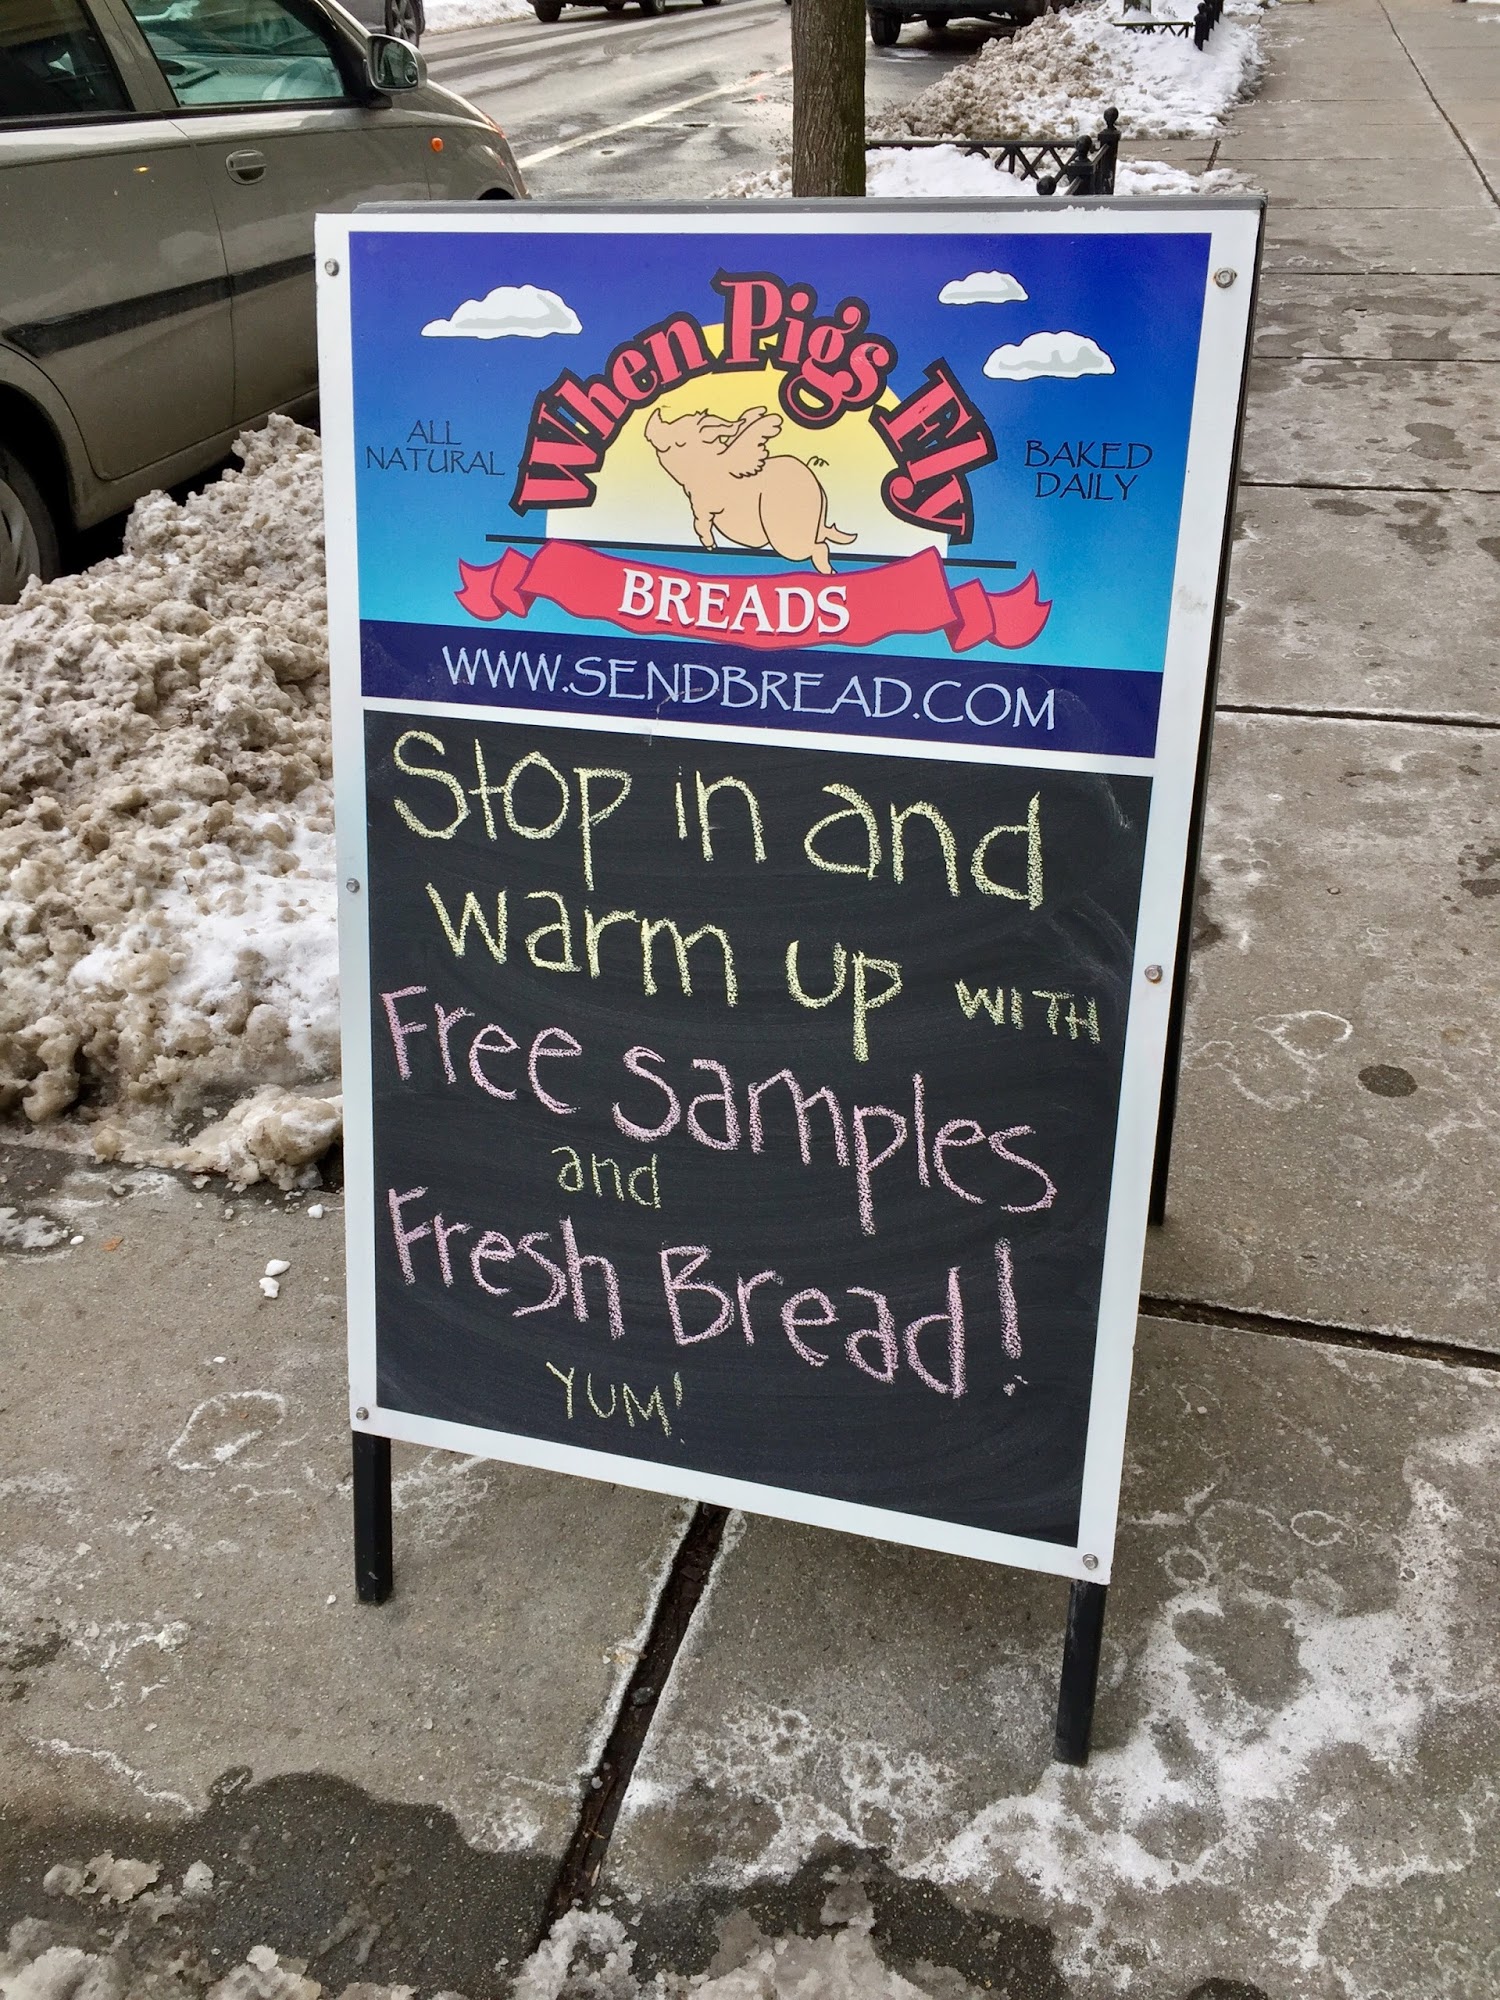 When Pigs Fly
ALL
NATURAL
BAKED
DAILY
BREADS
WWW.SENDBREAD.COM
Stop in and
warm up WITH
Free samples
and
Fresh Bread!
YUM!